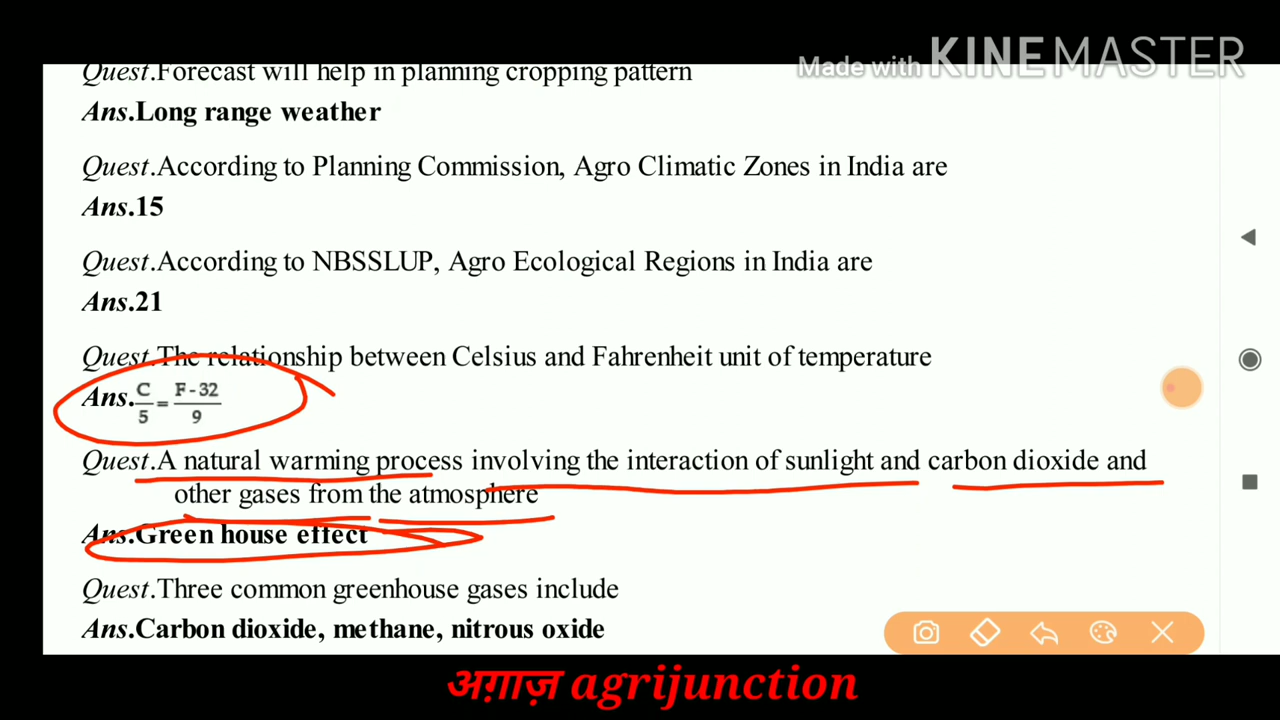 Made with KINEMASTER
Quest.Forecast will help in planning cropping pattern
Ans.Long range weather
Quest.According to Planning Commission, Agro Climatic Zones in India are
Ans.15
Quest.According to NBSSLUP, Agro Ecological Regions in India are
Ans.21
Quest.The relationship between Celsius and Fahrenheit unit of temperature
Ans. C/5 = F-32/9
Quest.A natural warming process involving the interaction of sunlight and carbon dioxide and
other gases from the atmosphere
Ans.Green house effect
Quest.Three common greenhouse gases include
Ans.Carbon dioxide, methane, nitrous oxide
अग़ाज़ agrijunction